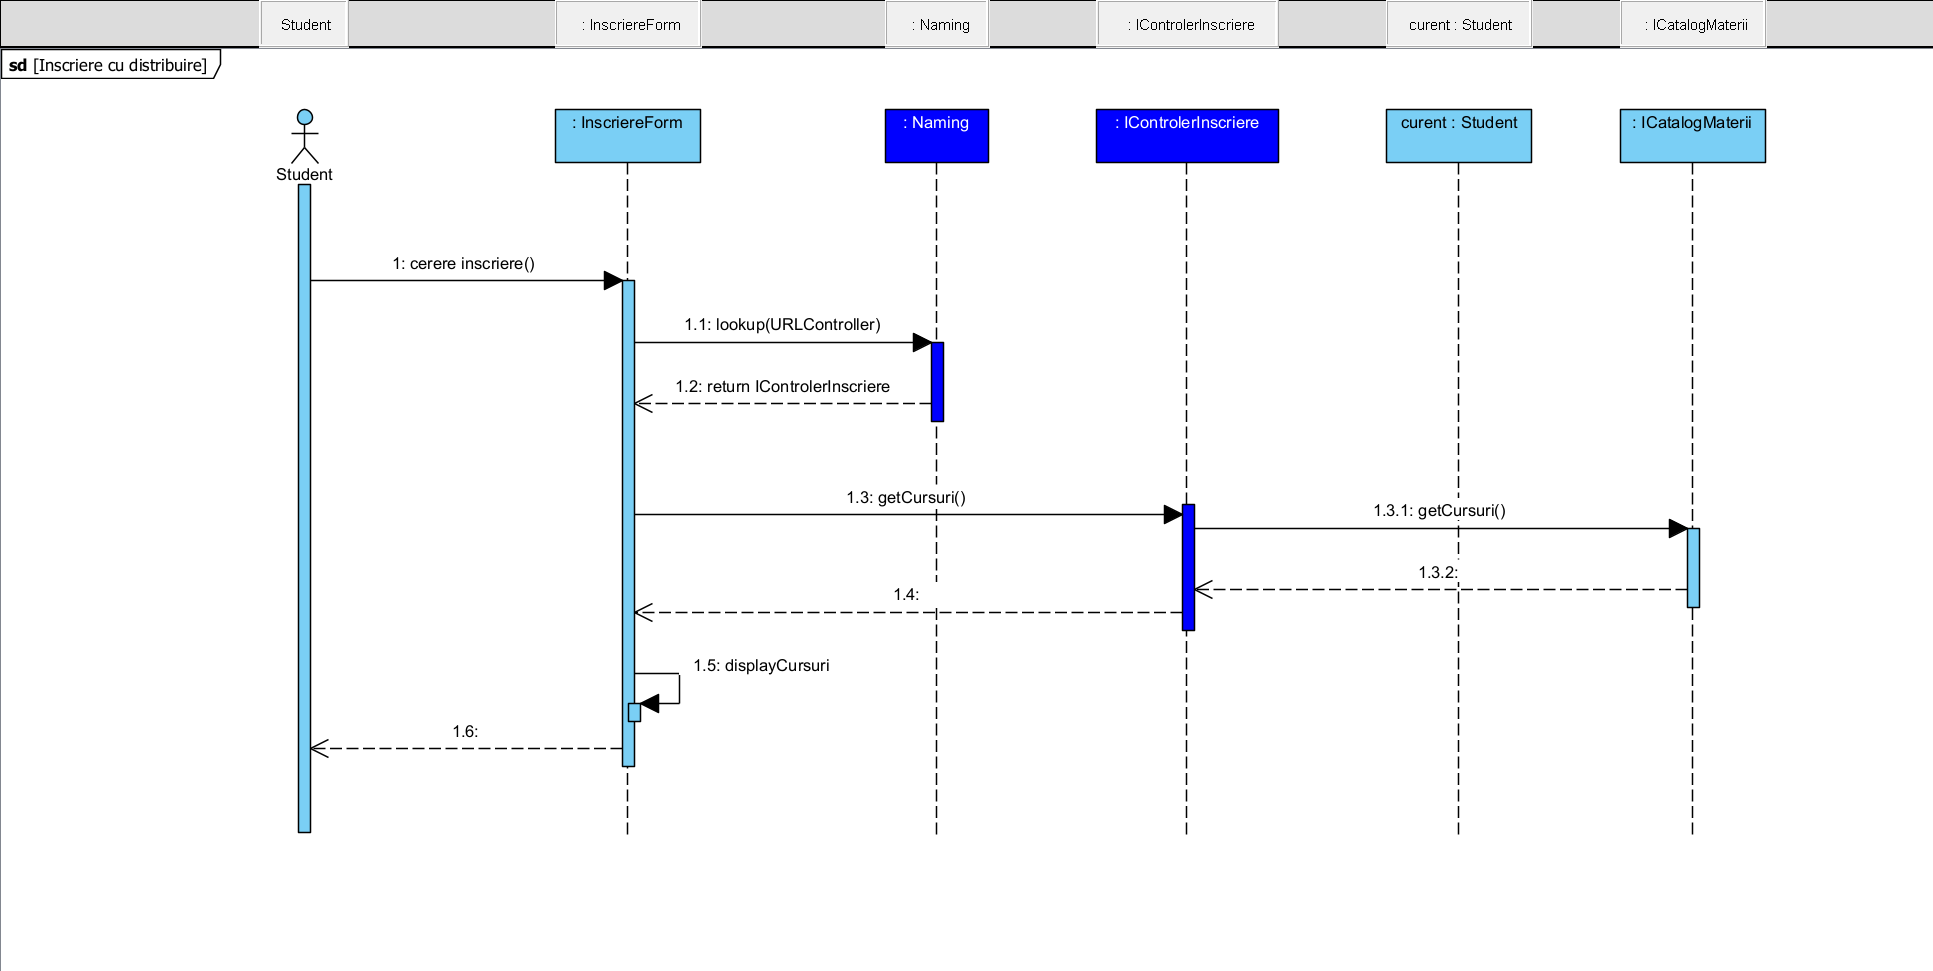 Student
: InscriereForm
: Naming
: IControlerInscriere
curent : Student
: ICatalogMaterii
sd [Inscriere cu distribuire]
: InscriereForm
: Naming
: IControlerInscriere
curent : Student
: ICatalogMaterii
Student
1: cerere inscriere()
1.1: lookup(URLController)
1.2: return IControlerInscriere
1.3: getCursuri()
1.3.1: getCursuri()
1.3.2:
1.4:
1.5: displayCursuri
1.6: